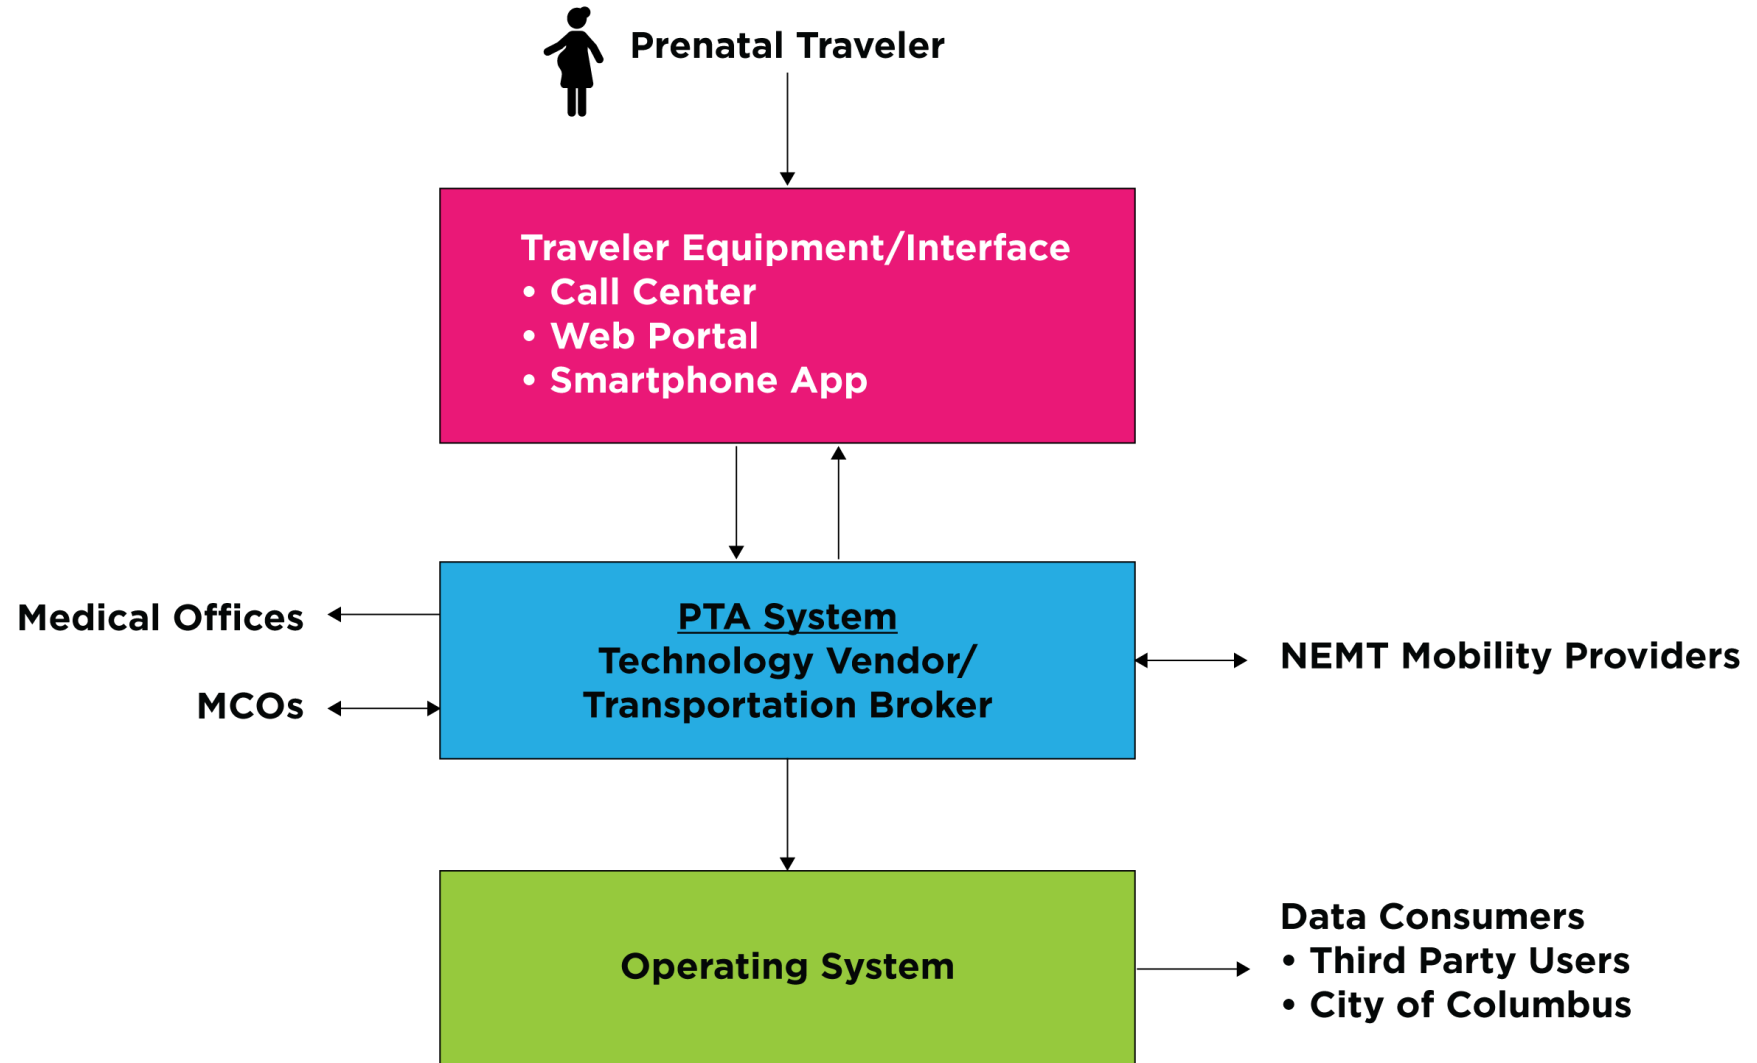 Prenatal Traveler
Traveler Equipment/Interface
• Call Center
• Web Portal
• Smartphone App
Medical Offices
MCOs
PTA System
Technology Vendor/
Transportation Broker
NEMT Mobility Providers
Operating System
Data Consumers
• Third Party Users
• City of Columbus